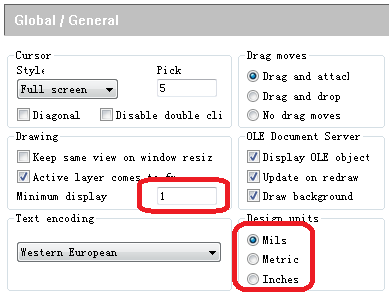 Global / General
Cursor
Style
Pick
Full screen
5
Diagonal
Disable double cli
Drag moves
Drag and attach
Drag and drop
No drag moves
Drawing
Keep same view on window resiz
Active layer comes to
Minimum display
1
OLE Document Server
Display OLE object
Update on redraw
Draw background
Text encoding
Western European
Design units
Mils
Metric
Inches